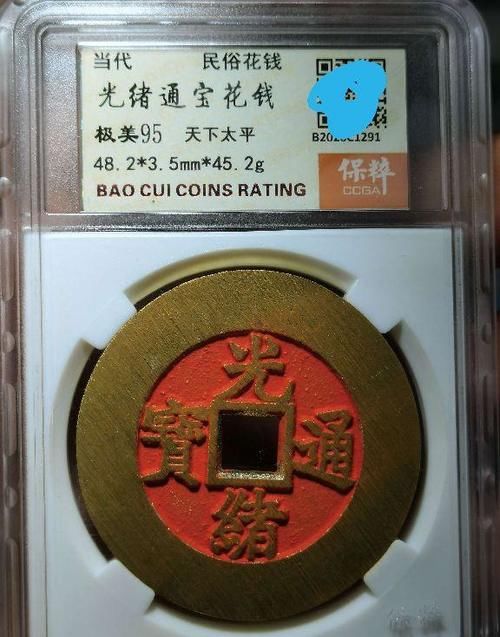 当代 民俗花钱
光绪通宝花钱
极美95 天下太平
48.2*3.5mm*45.2g
BAO CUI COINS RATING
保粹
CCGA
光
寶 通
緒